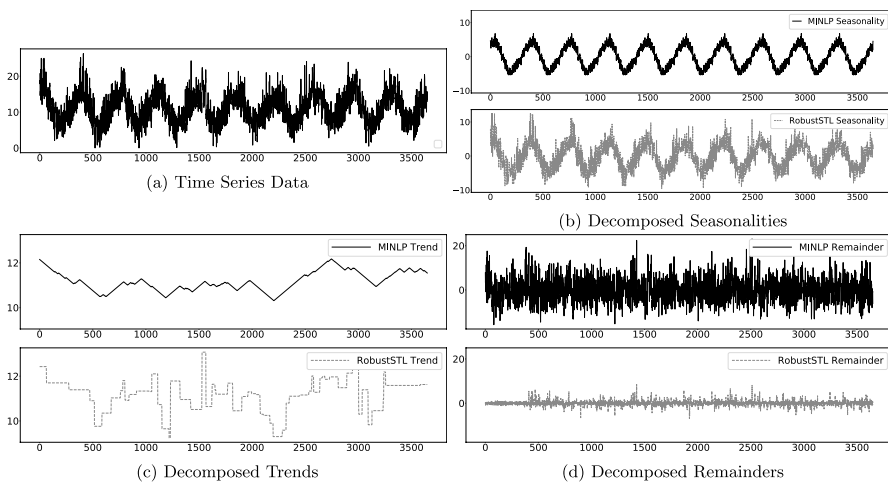 20
10
0
0 500 1000 1500 2000 2500 3000 3500
(a) Time Series Data
10
0
−10
MINLP Seasonality
0 500 1000 1500 2000 2500 3000 3500
10
0
−10
RobustSTL Seasonality
0 500 1000 1500 2000 2500 3000 3500
(b) Decomposed Seasonalities
12
10
MINLP Trend
0 500 1000 1500 2000 2500 3000 3500
12
10
RobustSTL Trend
0 500 1000 1500 2000 2500 3000 3500
(c) Decomposed Trends
20
0
MINLP Remainder
0 500 1000 1500 2000 2500 3000 3500
20
0
RobustSTL Remainder
0 500 1000 1500 2000 2500 3000 3500
(d) Decomposed Remainders